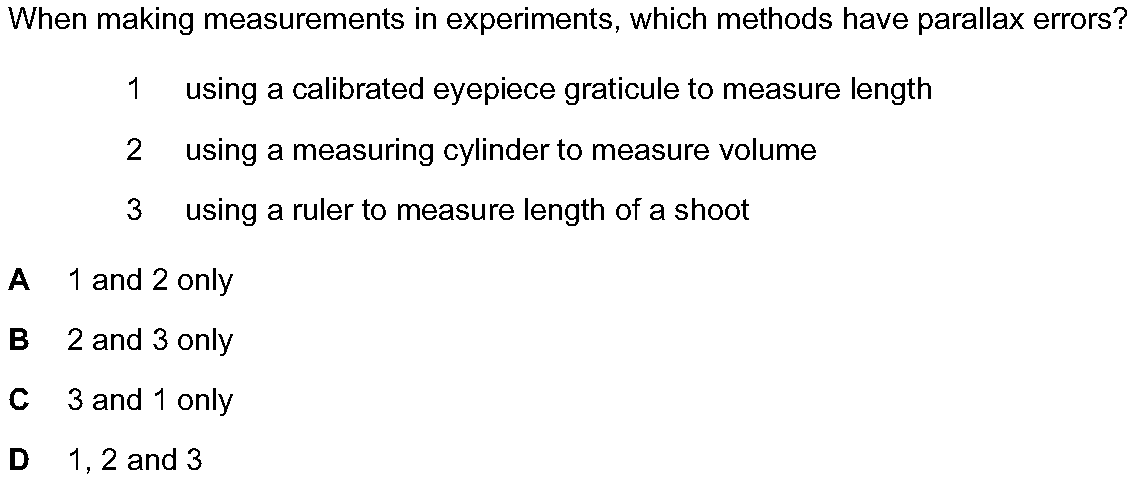 When making measurements in experiments, which methods have parallax errors?
1 using a calibrated eyepiece graticule to measure length
2 using a measuring cylinder to measure volume
3 using a ruler to measure length of a shoot
A 1 and 2 only
B 2 and 3 only
C 3 and 1 only
D 1, 2 and 3